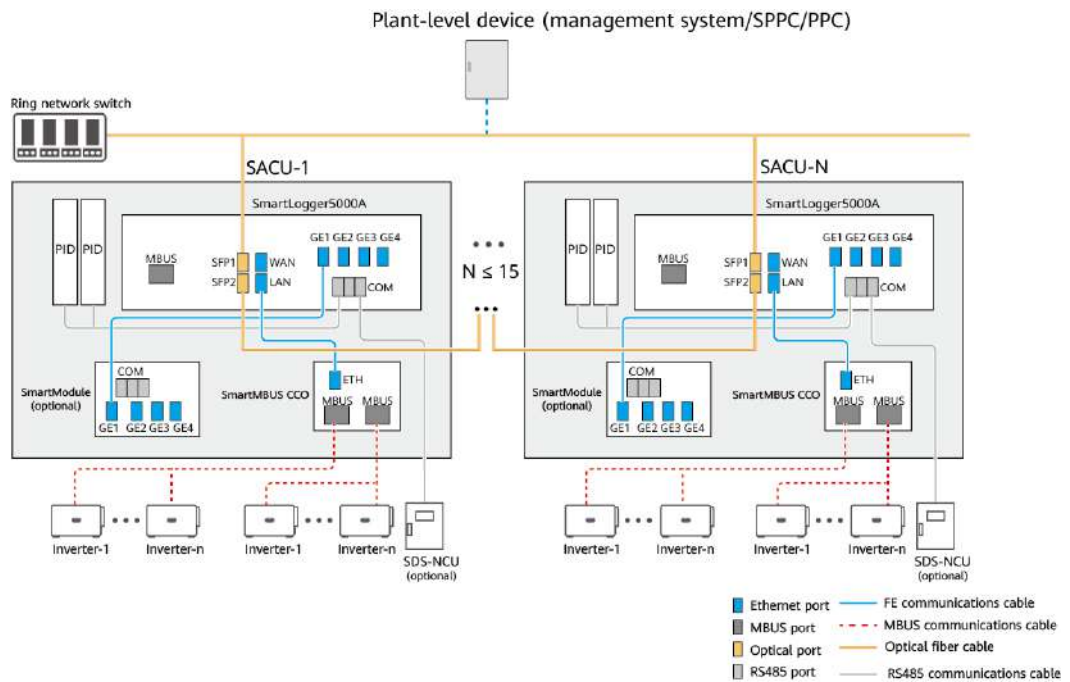 Plant-level device (management system/SPPC/PPC)
Ring network switch
SACU-1
SACU-N
SmartLogger5000A
SmartLogger5000A
PID PID
MBUS
SFP1
SFP2
WAN
LAN
GE1 GE2 GE3 GE4
COM
N ≤ 15
PID PID
MBUS
SFP1
SFP2
WAN
LAN
GE1 GE2 GE3 GE4
COM
SmartModule
(optional)
COM
GE1 GE2 GE3 GE4
SmartMBUS CCO
ETH
MBUS MBUS
SmartModule
(optional)
COM
GE1 GE2 GE3 GE4
SmartMBUS CCO
ETH
MBUS MBUS
Inverter-1
Inverter-n
Inverter-1
Inverter-n
SDS-NCU
(optional)
Inverter-1
Inverter-n
Inverter-1
Inverter-n
SDS-NCU
(optional)
Ethernet port
FE communications cable
MBUS port
MBUS communications cable
Optical port
Optical fiber cable
RS485 port
RS485 communications cable